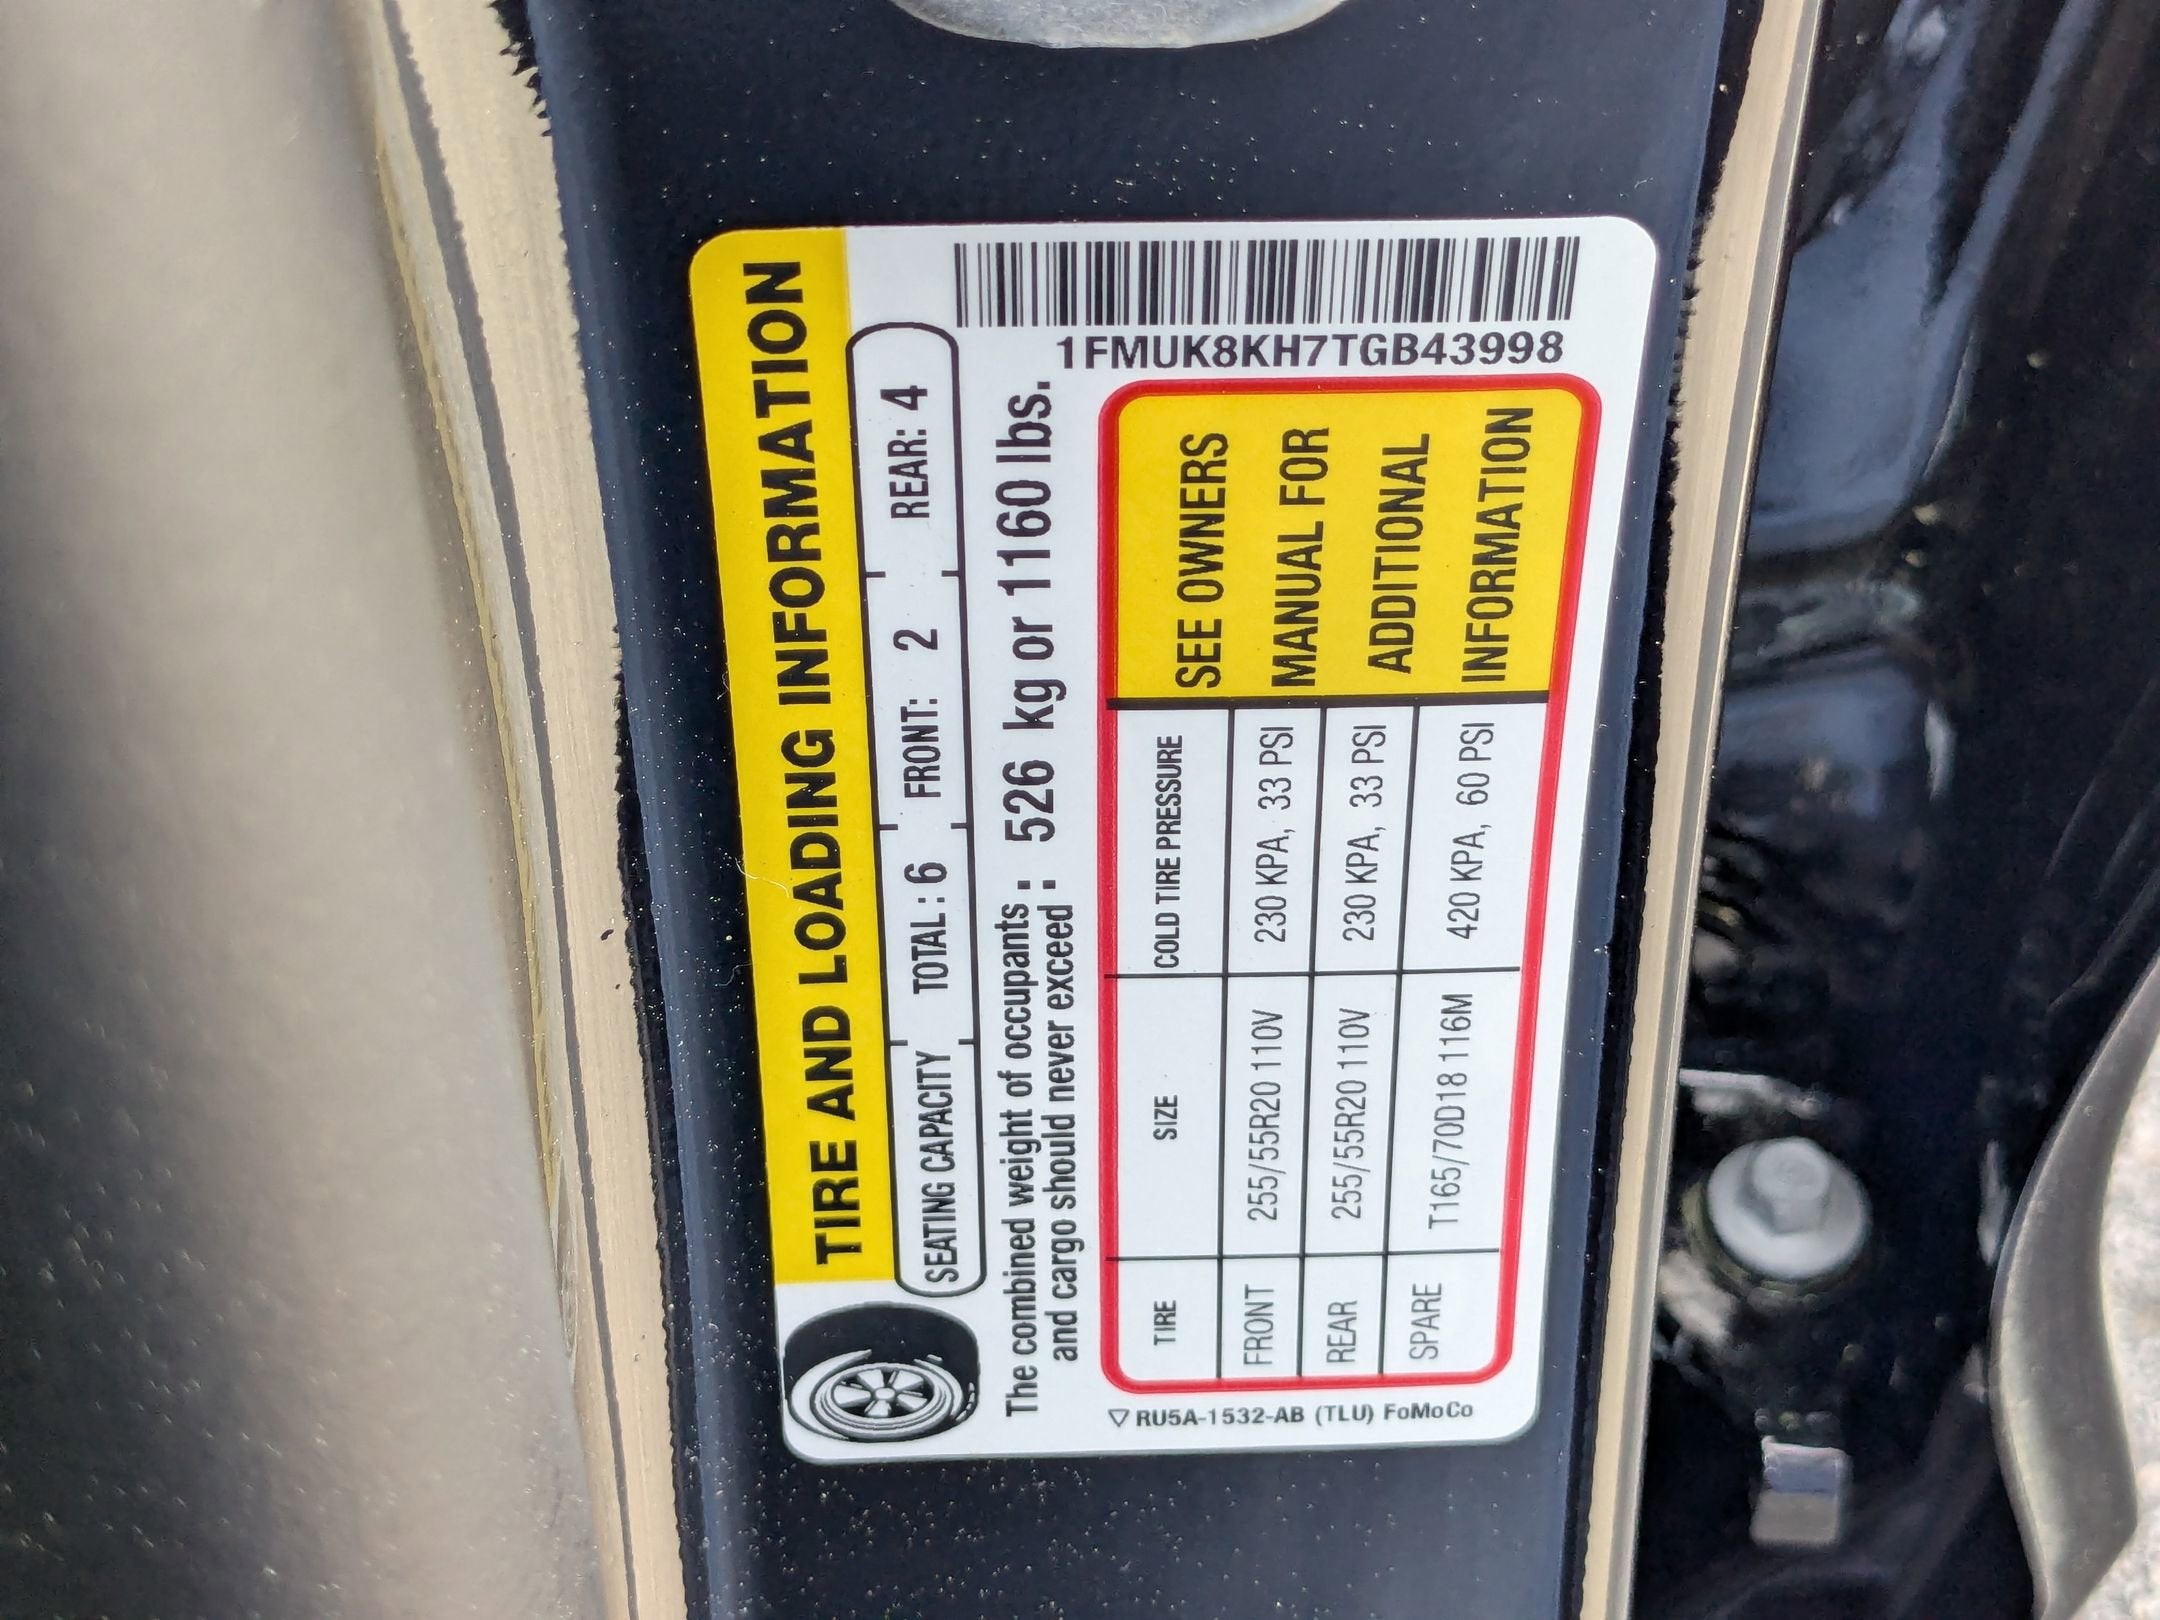 TIRE AND LOADING INFORMATION
SEATING CAPACITY TOTAL: 6 FRONT: 2 REAR: 4
The combined weight of occupants and cargo should never exceed : 526 kg or 1160 lbs.
1FMUK8KH7TGB43998
TIRE SIZE COLD TIRE PRESSURE
FRONT 255/55R20 110V 230 KPA, 33 PSI
REAR 255/55R20 110V 230 KPA, 33 PSI
SPARE T165/70D18 116M 420 KPA, 60 PSI
SEE OWNERS
MANUAL FOR
ADDITIONAL
INFORMATION
RU5A-1532-AB (TLU) FoMoCo